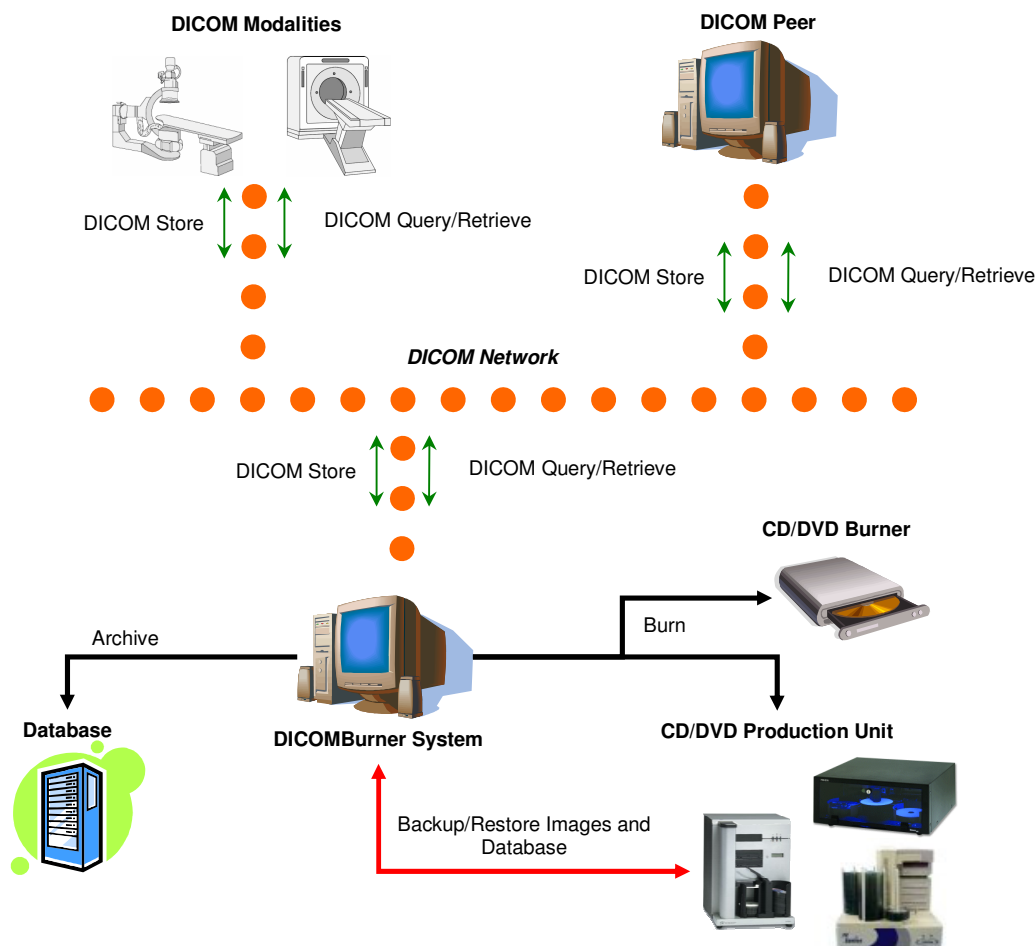 DICOM Modalities
DICOM Peer
DICOM Store
DICOM Query/Retrieve
DICOM Store
DICOM Query/Retrieve
DICOM Network
DICOM Store
DICOM Query/Retrieve
CD/DVD Burner
Archive
Burn
Database
DICOMBurner System
CD/DVD Production Unit
Backup/Restore Images and
Database